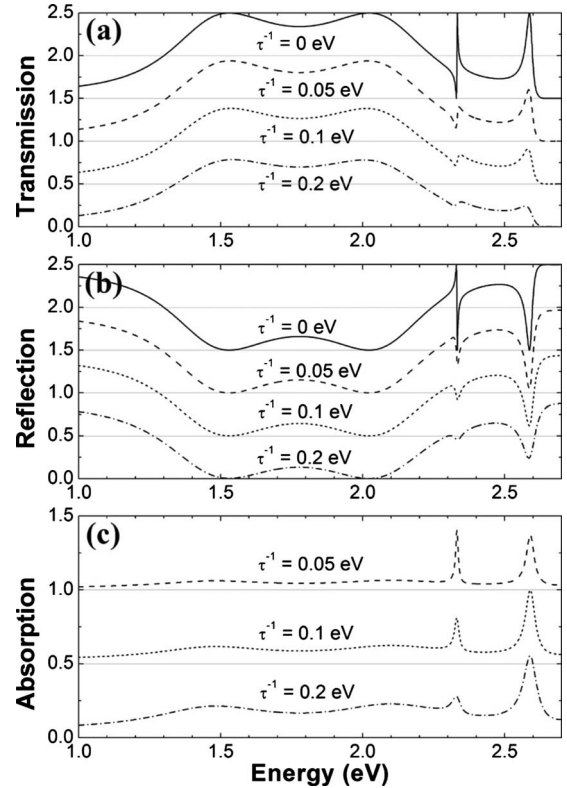 (a)
Transmission
2.5
2.0
1.5
1.0
0.5
0.0
τ⁻¹ = 0 eV
τ⁻¹ = 0.05 eV
τ⁻¹ = 0.1 eV
τ⁻¹ = 0.2 eV
1.0 1.5 2.0 2.5
(b)
Reflection
2.5
2.0
1.5
1.0
0.5
0.0
τ⁻¹ = 0 eV
τ⁻¹ = 0.05 eV
τ⁻¹ = 0.1 eV
τ⁻¹ = 0.2 eV
1.0 1.5 2.0 2.5
(c)
Absorption
1.5
1.0
0.5
0.0
τ⁻¹ = 0.05 eV
τ⁻¹ = 0.1 eV
τ⁻¹ = 0.2 eV
1.0 1.5 2.0 2.5
Energy (eV)